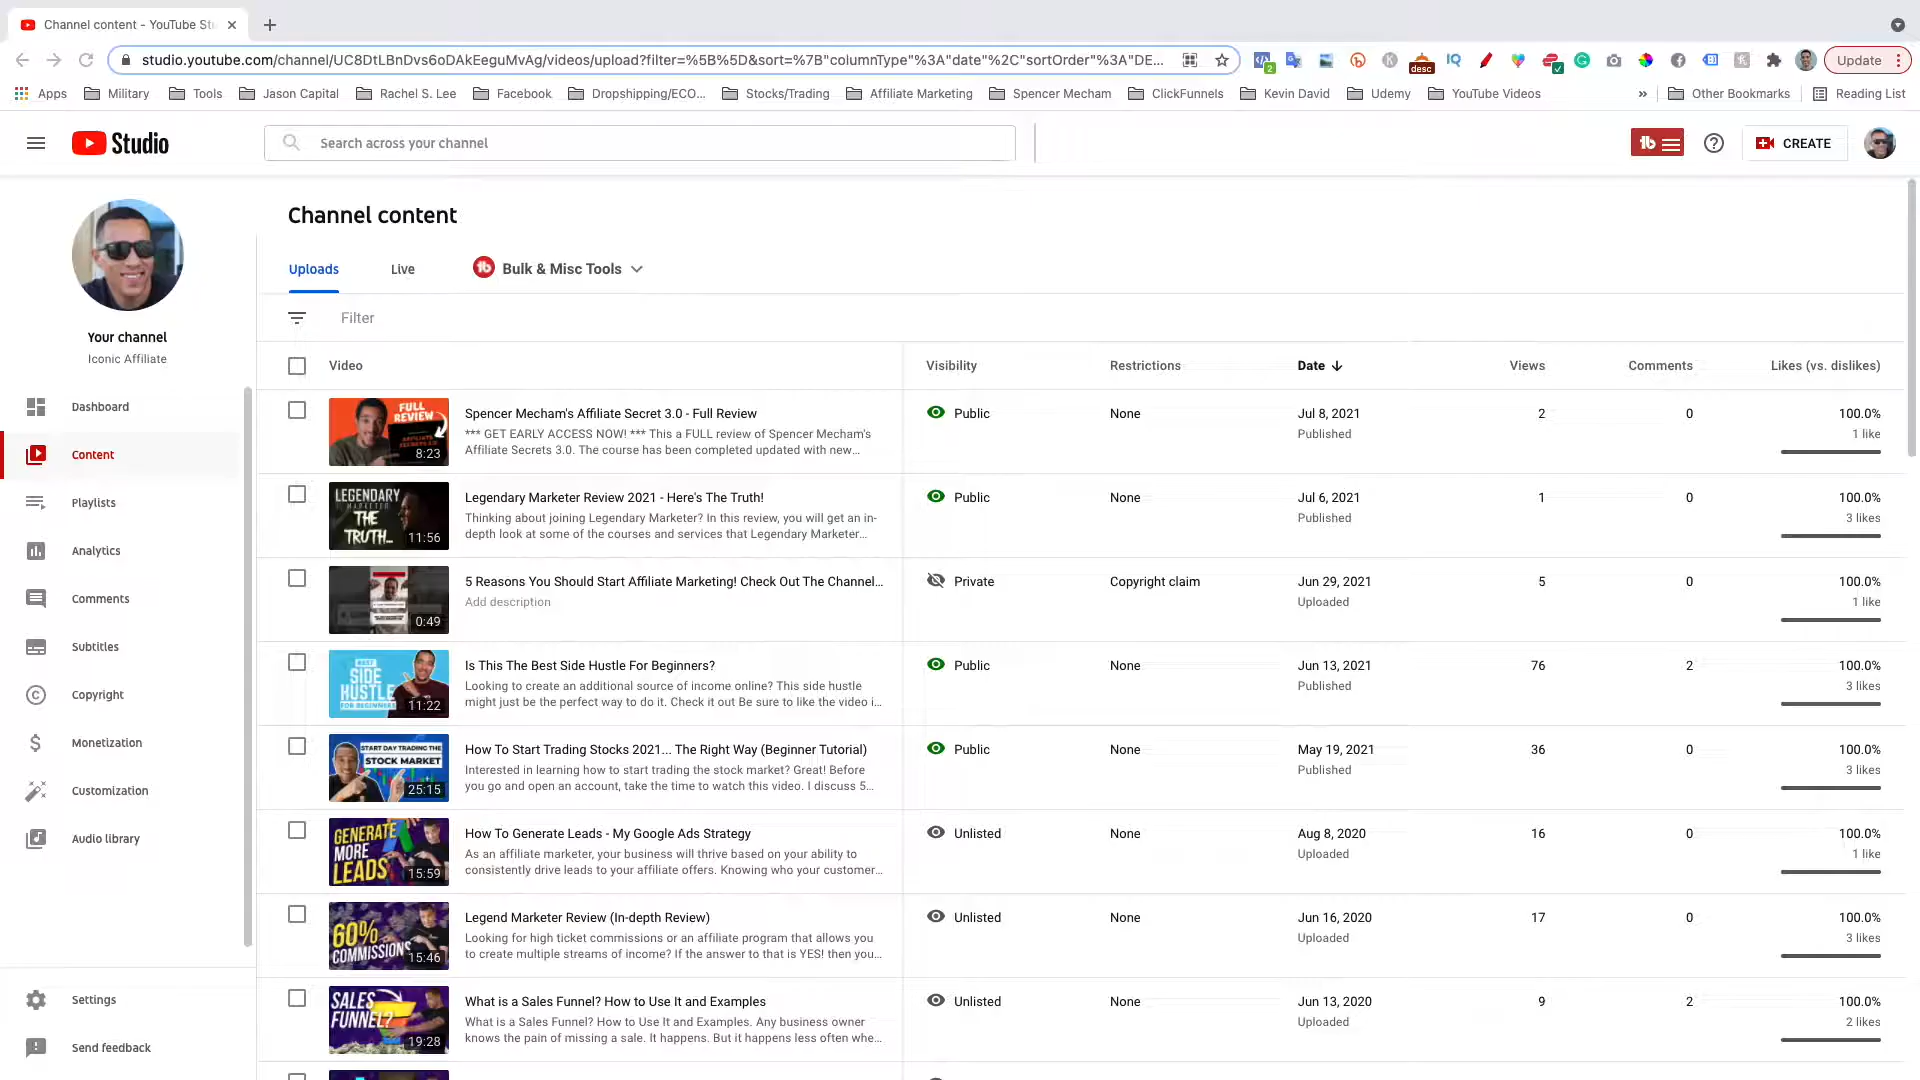 Channel content - YouTube Stu
studio.youtube.com/channel/UC8DtLBnDvs6oDAkEeguMvAg/videos/upload?filter=%5B%5D&sort=%7B"columnType"%3A"date"%2C"sortOrder"%3A"DE...
2
desc
IQ
Update
Apps
Military
Tools
Jason Capital
Rachel S. Lee
Facebook
Dropshipping/ECO...
Stocks/Trading
Affiliate Marketing
Spencer Mecham
ClickFunnels
Kevin David
Udemy
YouTube Videos
»
Other Bookmarks
Reading List
Studio
Search across your channel
tb
CREATE
Channel content
Uploads
Live
tb Bulk & Misc Tools
Filter
Your channel
Iconic Affiliate
Dashboard
Content
Playlists
Analytics
Comments
Subtitles
Copyright
Monetization
Customization
Audio library
Settings
Send feedback
Video
Visibility
Restrictions
Date
Views
Comments
Likes (vs. dislikes)
FULL
REVIEW
8:23
Spencer Mecham's Affiliate Secret 3.0 - Full Review
*** GET EARLY ACCESS NOW! *** This a FULL review of Spencer Mecham's
Affiliate Secrets 3.0. The course has been completed updated with new...
Public
None
Jul 8, 2021
Published
2
0
100.0%
1 like
LEGENDARY
MARKETER
THE
TRUTH...
11:56
Legendary Marketer Review 2021 - Here's The Truth!
Thinking about joining Legendary Marketer? In this review, you will get an in-
depth look at some of the courses and services that Legendary Marketer...
Public
None
Jul 6, 2021
Published
1
0
100.0%
3 likes
0:49
5 Reasons You Should Start Affiliate Marketing! Check Out The Channel...
Add description
Private
Copyright claim
Jun 29, 2021
Uploaded
5
0
100.0%
1 like
BEST
SIDE
HUSTLE
FOR BEGINNERS
11:22
Is This The Best Side Hustle For Beginners?
Looking to create an additional source of income online? This side hustle
might just be the perfect way to do it. Check it out Be sure to like the video i...
Public
None
Jun 13, 2021
Published
76
2
100.0%
3 likes
START DAY TRADING THE
STOCK MARKET
25:15
How To Start Trading Stocks 2021... The Right Way (Beginner Tutorial)
Interested in learning how to start trading the stock market? Great! Before
you go and open an account, take the time to watch this video. I discuss 5...
Public
None
May 19, 2021
Published
36
0
100.0%
3 likes
GENERATE
MORE
LEADS
15:59
How To Generate Leads - My Google Ads Strategy
As an affiliate marketer, your business will thrive based on your ability to
consistently drive leads to your affiliate offers. Knowing who your customer...
Unlisted
None
Aug 8, 2020
Uploaded
16
0
100.0%
1 like
60%
COMMISSIONS
15:46
Legend Marketer Review (In-depth Review)
Looking for high ticket commissions or an affiliate program that allows you
to create multiple streams of income? If the answer to that is YES! then you...
Unlisted
None
Jun 16, 2020
Uploaded
17
0
100.0%
3 likes
SALES
FUNNEL?
19:28
What is a Sales Funnel? How to Use It and Examples
What is a Sales Funnel? How to Use It and Examples. Any business owner
knows the pain of missing a sale. It happens. But it happens less often whe...
Unlisted
None
Jun 13, 2020
Uploaded
9
2
100.0%
2 likes